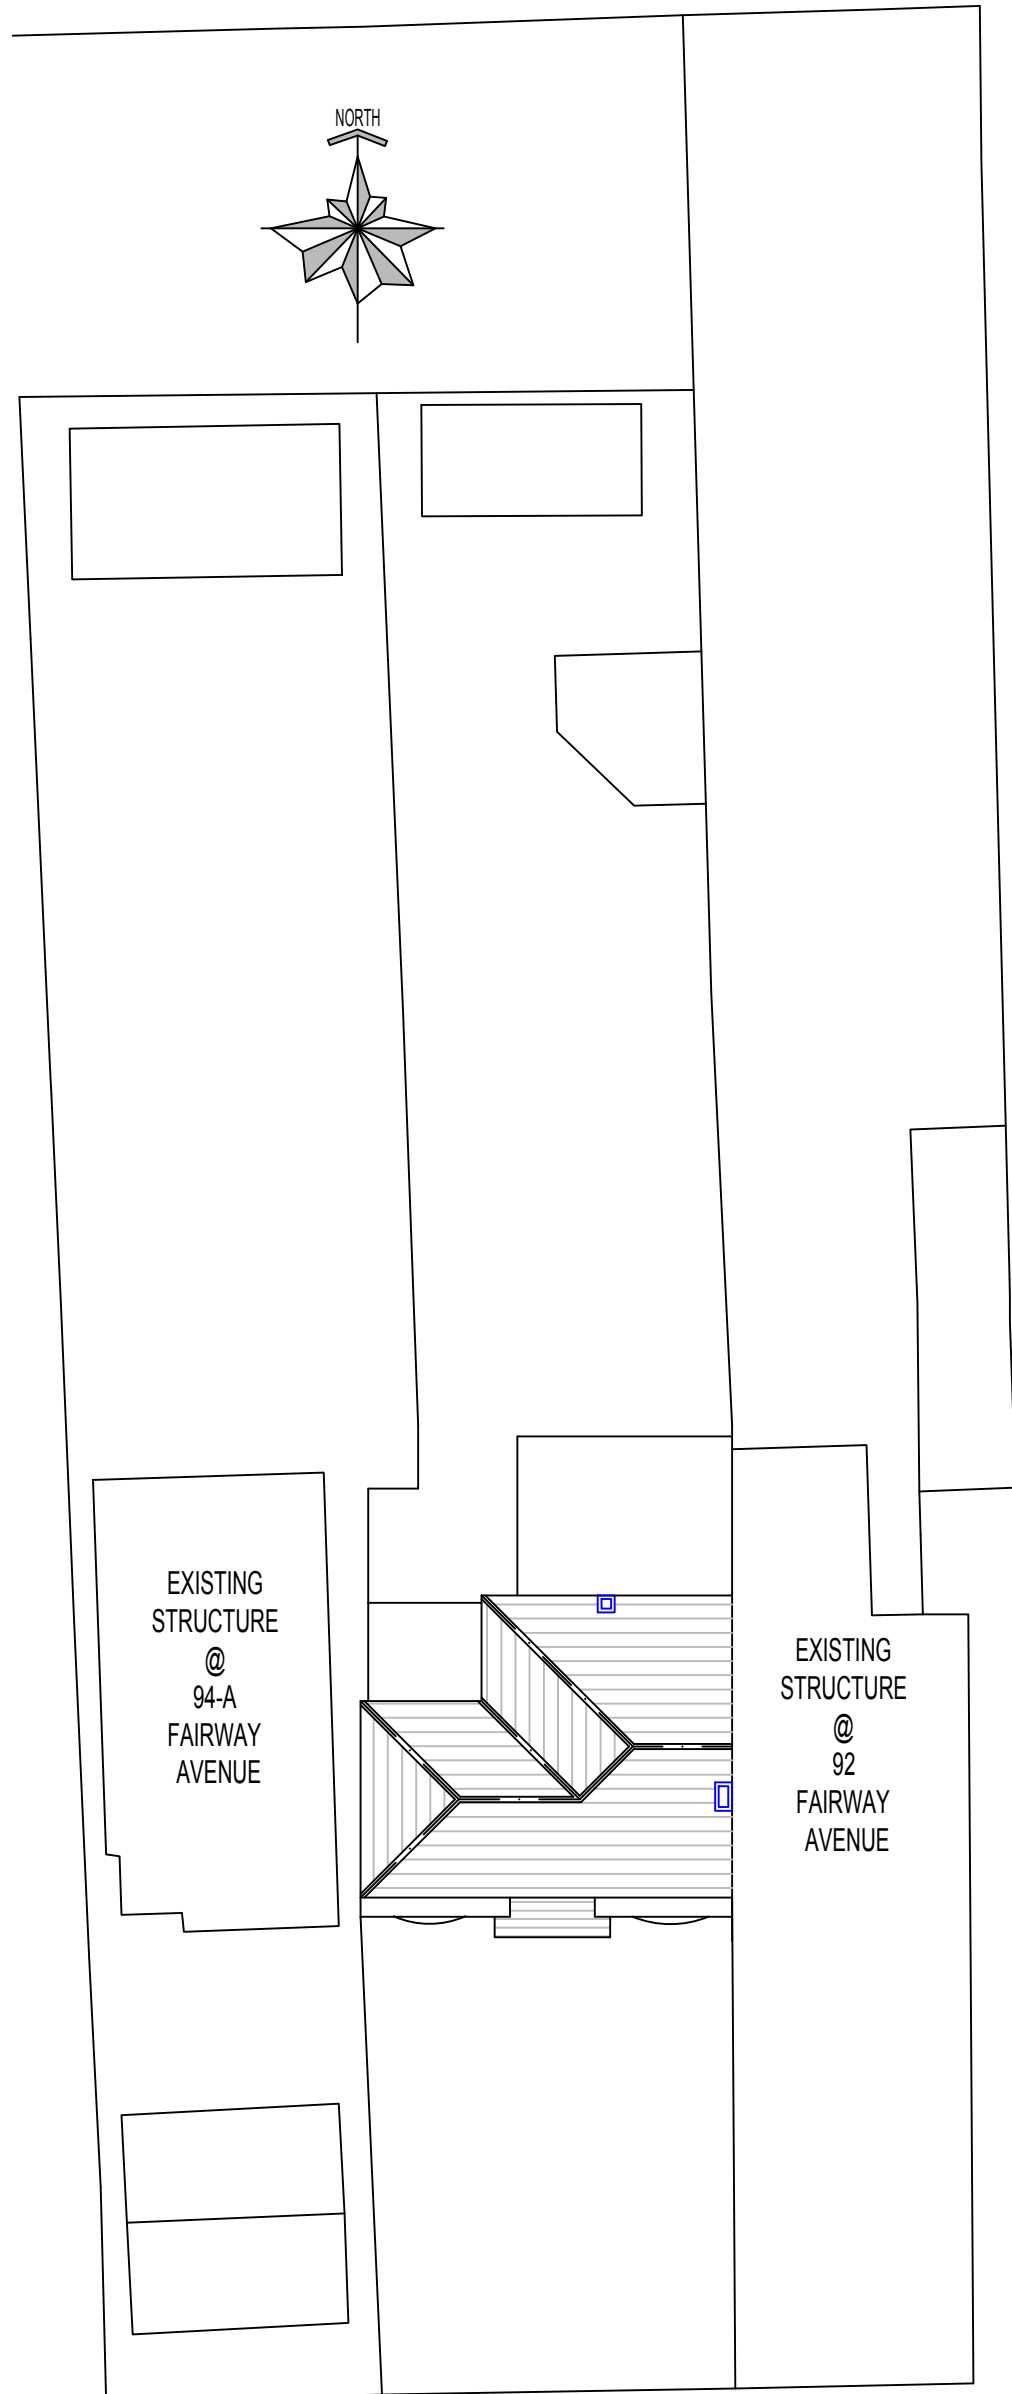 NORTH
EXISTING
STRUCTURE
@
94-A
FAIRWAY
AVENUE
EXISTING
STRUCTURE
@
92
FAIRWAY
AVENUE